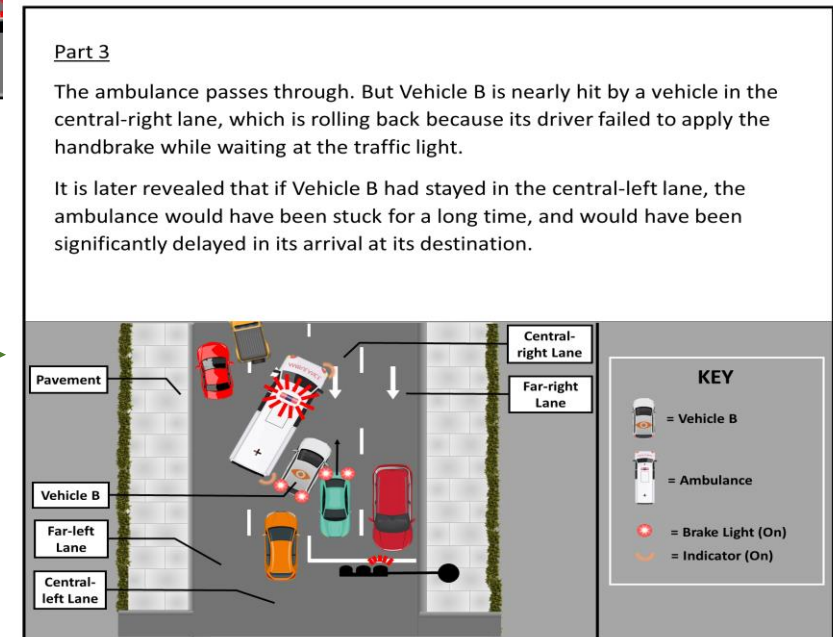 Part 3
The ambulance passes through. But Vehicle B is nearly hit by a vehicle in the
central-right lane, which is rolling back because its driver failed to apply the
handbrake while waiting at the traffic light.
It is later revealed that if Vehicle B had stayed in the central-left lane, the
ambulance would have been stuck for a long time, and would have been
significantly delayed in its arrival at its destination.
Central-
right Lane
Far-right
Lane
Pavement
Vehicle B
Far-left
Lane
Central-
left Lane
KEY
= Vehicle B
= Ambulance
= Brake Light (On)
= Indicator (On)